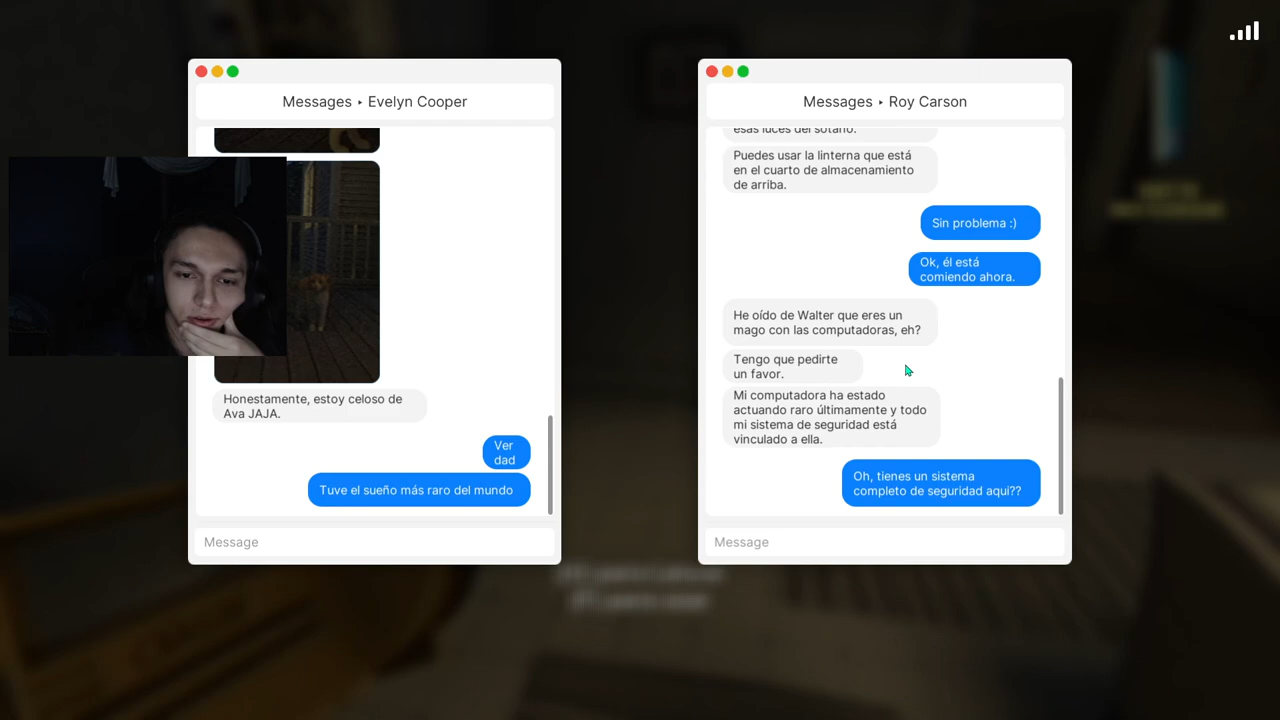 Messages ‣ Evelyn Cooper
Honestamente, estoy celoso de
Ava JAJA.
Ver
dad
Tuve el sueño más raro del mundo
Message
Messages ‣ Roy Carson
esas luces del sótano.
Puedes usar la linterna que está
en el cuarto de almacenamiento
de arriba.
Sin problema :)
Ok, él está
comiendo ahora.
He oído de Walter que eres un
mago con las computadoras, eh?
Tengo que pedirte
un favor.
Mi computadora ha estado
actuando raro últimamente y todo
mi sistema de seguridad está
vinculado a ella.
Oh, tienes un sistema
completo de seguridad aquí??
Message